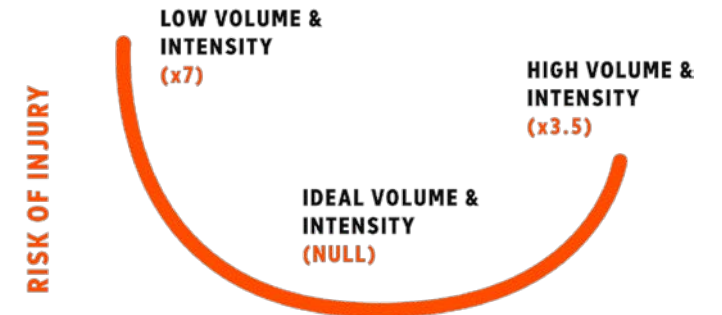 LOW VOLUME &
INTENSITY
(x7)
HIGH VOLUME &
INTENSITY
(x3.5)
IDEAL VOLUME &
INTENSITY
(NULL)
RISK OF INJURY